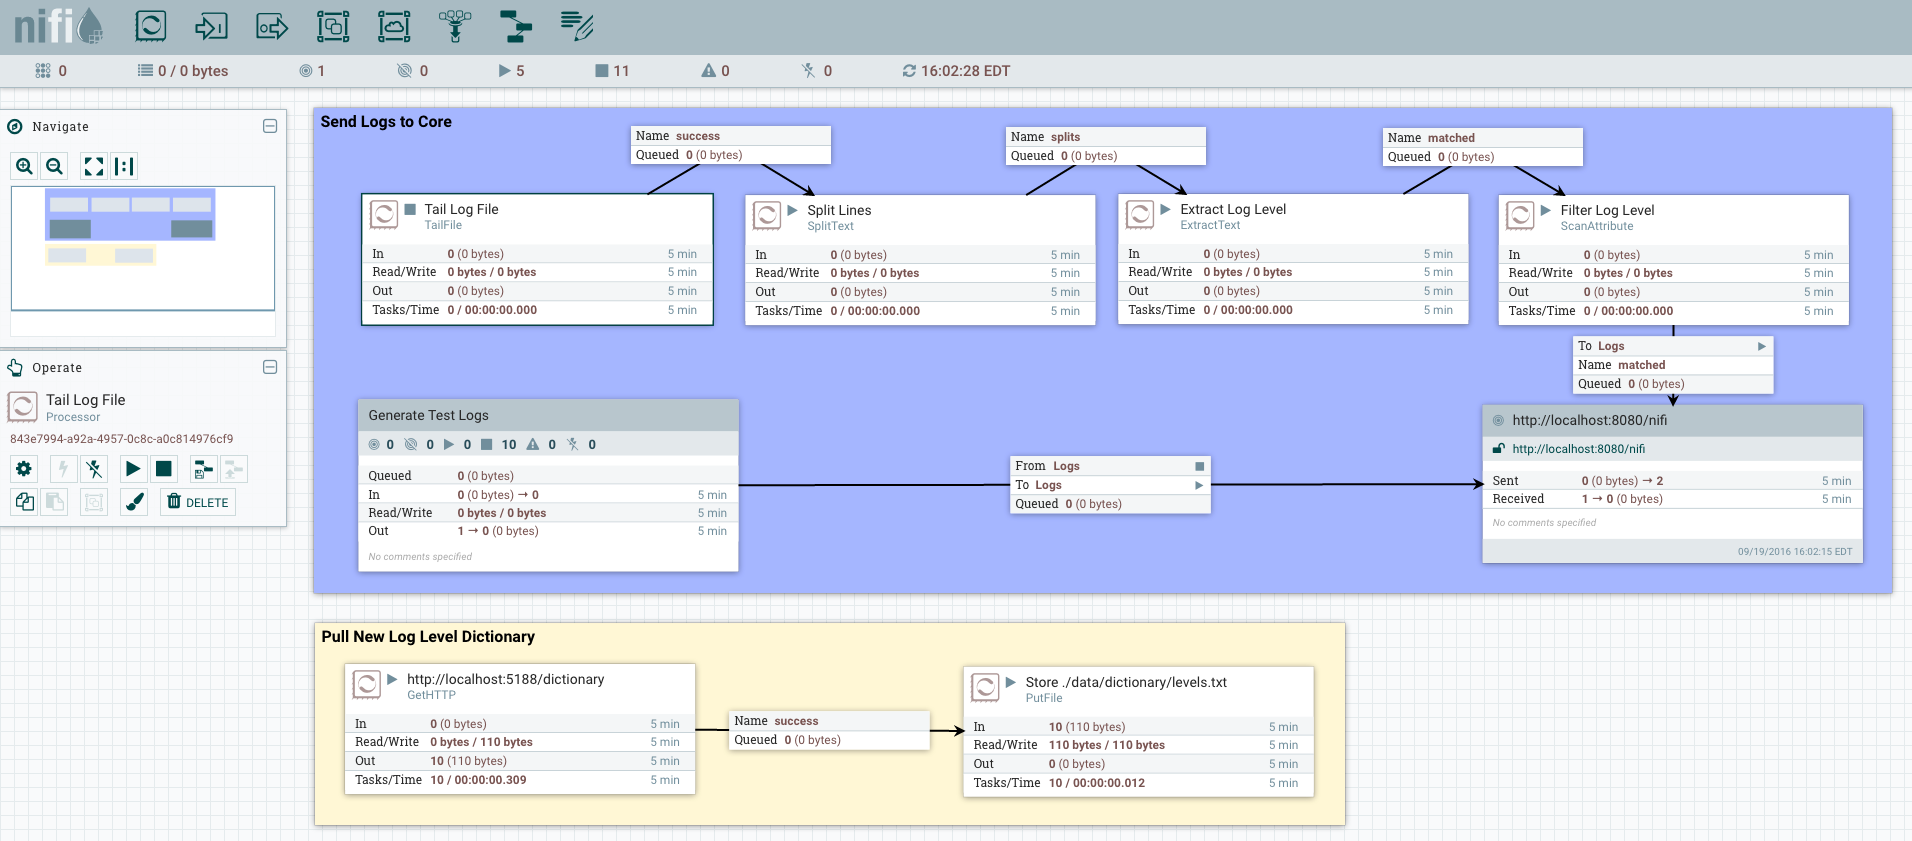 nifi
0
0 / 0 bytes
1
0
5
11
0
0
16:02:28 EDT
Navigate
Operate
Tail Log File
Processor
843e7994-a92a-4957-0c8c-a0c814976cf9
DELETE
Send Logs to Core
Name success
Queued 0 (0 bytes)
Name splits
Queued 0 (0 bytes)
Name matched
Queued 0 (0 bytes)
Tail Log File
TailFile
In 0 (0 bytes) 5 min
Read/Write 0 bytes / 0 bytes 5 min
Out 0 (0 bytes) 5 min
Tasks/Time 0 / 00:00:00.000 5 min
Split Lines
SplitText
In 0 (0 bytes) 5 min
Read/Write 0 bytes / 0 bytes 5 min
Out 0 (0 bytes) 5 min
Tasks/Time 0 / 00:00:00.000 5 min
Extract Log Level
ExtractText
In 0 (0 bytes) 5 min
Read/Write 0 bytes / 0 bytes 5 min
Out 0 (0 bytes) 5 min
Tasks/Time 0 / 00:00:00.000 5 min
Filter Log Level
ScanAttribute
In 0 (0 bytes) 5 min
Read/Write 0 bytes / 0 bytes 5 min
Out 0 (0 bytes) 5 min
Tasks/Time 0 / 00:00:00.000 5 min
To Logs
Name matched
Queued 0 (0 bytes)
Generate Test Logs
0 0 0 10 0 0
Queued 0 (0 bytes)
In 0 (0 bytes) → 0 5 min
Read/Write 0 bytes / 0 bytes 5 min
Out 1 → 0 (0 bytes) 5 min
No comments specified
From Logs
To Logs
Queued 0 (0 bytes)
http://localhost:8080/nifi
http://localhost:8080/nifi
Sent 0 (0 bytes) → 2 5 min
Received 1 → 0 (0 bytes) 5 min
No comments specified
09/19/2016 16:02:15 EDT
Pull New Log Level Dictionary
http://localhost:5188/dictionary
GetHTTP
In 0 (0 bytes) 5 min
Read/Write 0 bytes / 110 bytes 5 min
Out 10 (110 bytes) 5 min
Tasks/Time 10 / 00:00:00.309 5 min
Name success
Queued 0 (0 bytes)
Store ./data/dictionary/levels.txt
PutFile
In 10 (110 bytes) 5 min
Read/Write 110 bytes / 110 bytes 5 min
Out 0 (0 bytes) 5 min
Tasks/Time 10 / 00:00:00.012 5 min